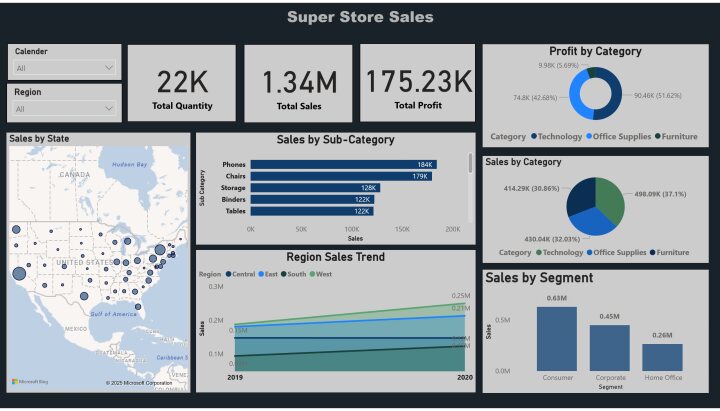 Super Store Sales
Calender
All
Region
All
22K
Total Quantity
1.34M
Total Sales
175.23K
Total Profit
Profit by Category
9.98K (5.69%)
74.8K (42.68%)
90.46K (51.62%)
Category Technology Office Supplies Furniture
Sales by State
Hudson Bay
CANADA
UNITED STATES
Gulf of America
MEXICO
GUATEMALA
Caribbean S
VENE
COLOMBIA
Microsoft Bing
© 2025 Microsoft Corporation
Sales by Sub-Category
Sub Category
Phones 184K
Chairs 179K
Storage 128K
Binders 122K
Tables 122K
0K 50K 100K 150K 200K
Sales
Sales by Category
414.29K (30.86%)
498.09K (37.1%)
430.04K (32.03%)
Category Technology Office Supplies Furniture
Region Sales Trend
Region Central East South West
Sales
0.3M
0.2M
0.1M
0.15M
0.25M
0.21M
2019 2020
Sales by Segment
Sales
0.5M
0.0M
0.63M
0.45M
0.26M
Consumer Corporate Home Office
Segment